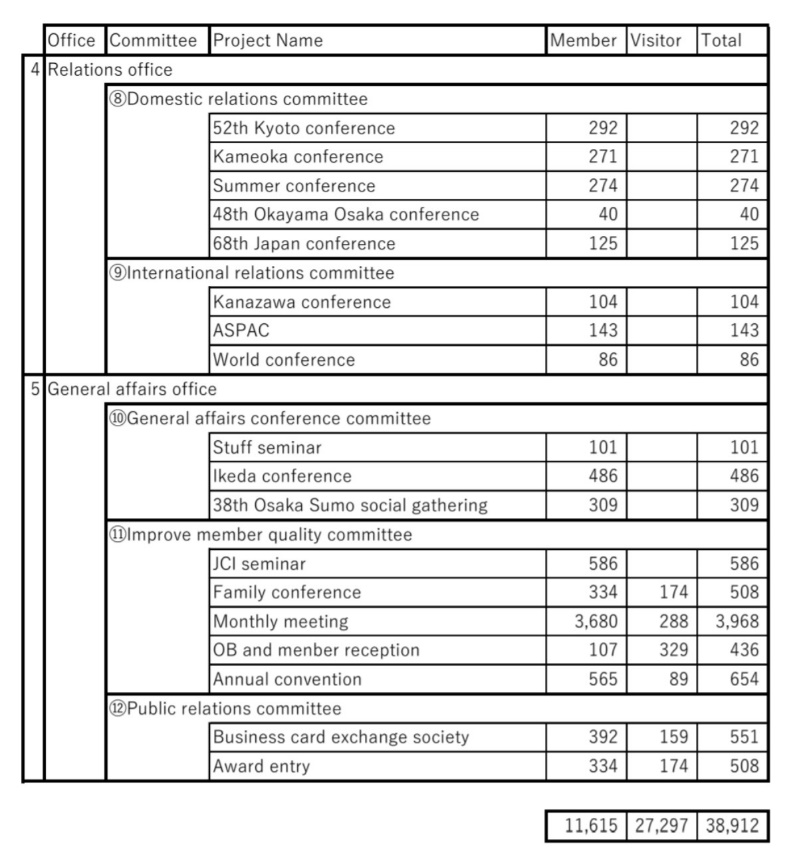 Office Committee Project Name Member Visitor Total
4 Relations office
⑧Domestic relations committee
52th Kyoto conference 292 292
Kameoka conference 271 271
Summer conference 274 274
48th Okayama Osaka conference 40 40
68th Japan conference 125 125
⑨International relations committee
Kanazawa conference 104 104
ASPAC 143 143
World conference 86 86
5 General affairs office
⑩General affairs conference committee
Stuff seminar 101 101
Ikeda conference 486 486
38th Osaka Sumo social gathering 309 309
⑪Improve member quality committee
JCI seminar 586 586
Family conference 334 174 508
Monthly meeting 3,680 288 3,968
OB and menber reception 107 329 436
Annual convention 565 89 654
⑫Public relations committee
Business card exchange society 392 159 551
Award entry 334 174 508
11,615 27,297 38,912